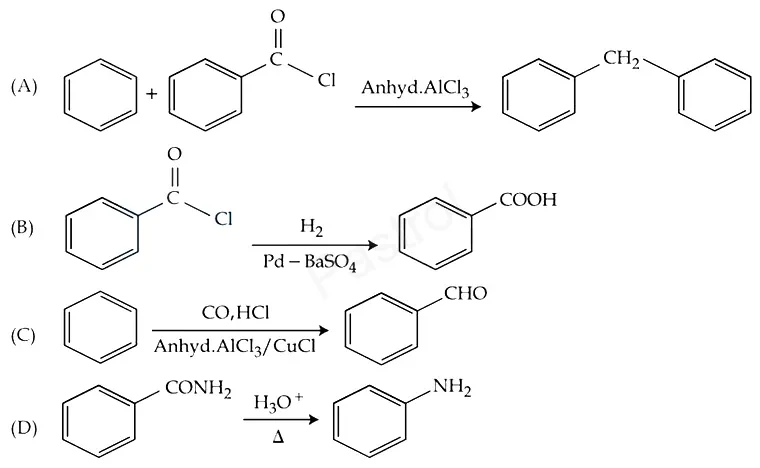 O
C
Cl
(A) + Anhyd.AlCl₃ CH₂
O
C
Cl
(B) H₂ COOH
Pd – BaSO₄
(C) CO,HCl CHO
Anhyd.AlCl₃/CuCl
CONH₂ H₃O⁺ NH₂
(D) Δ